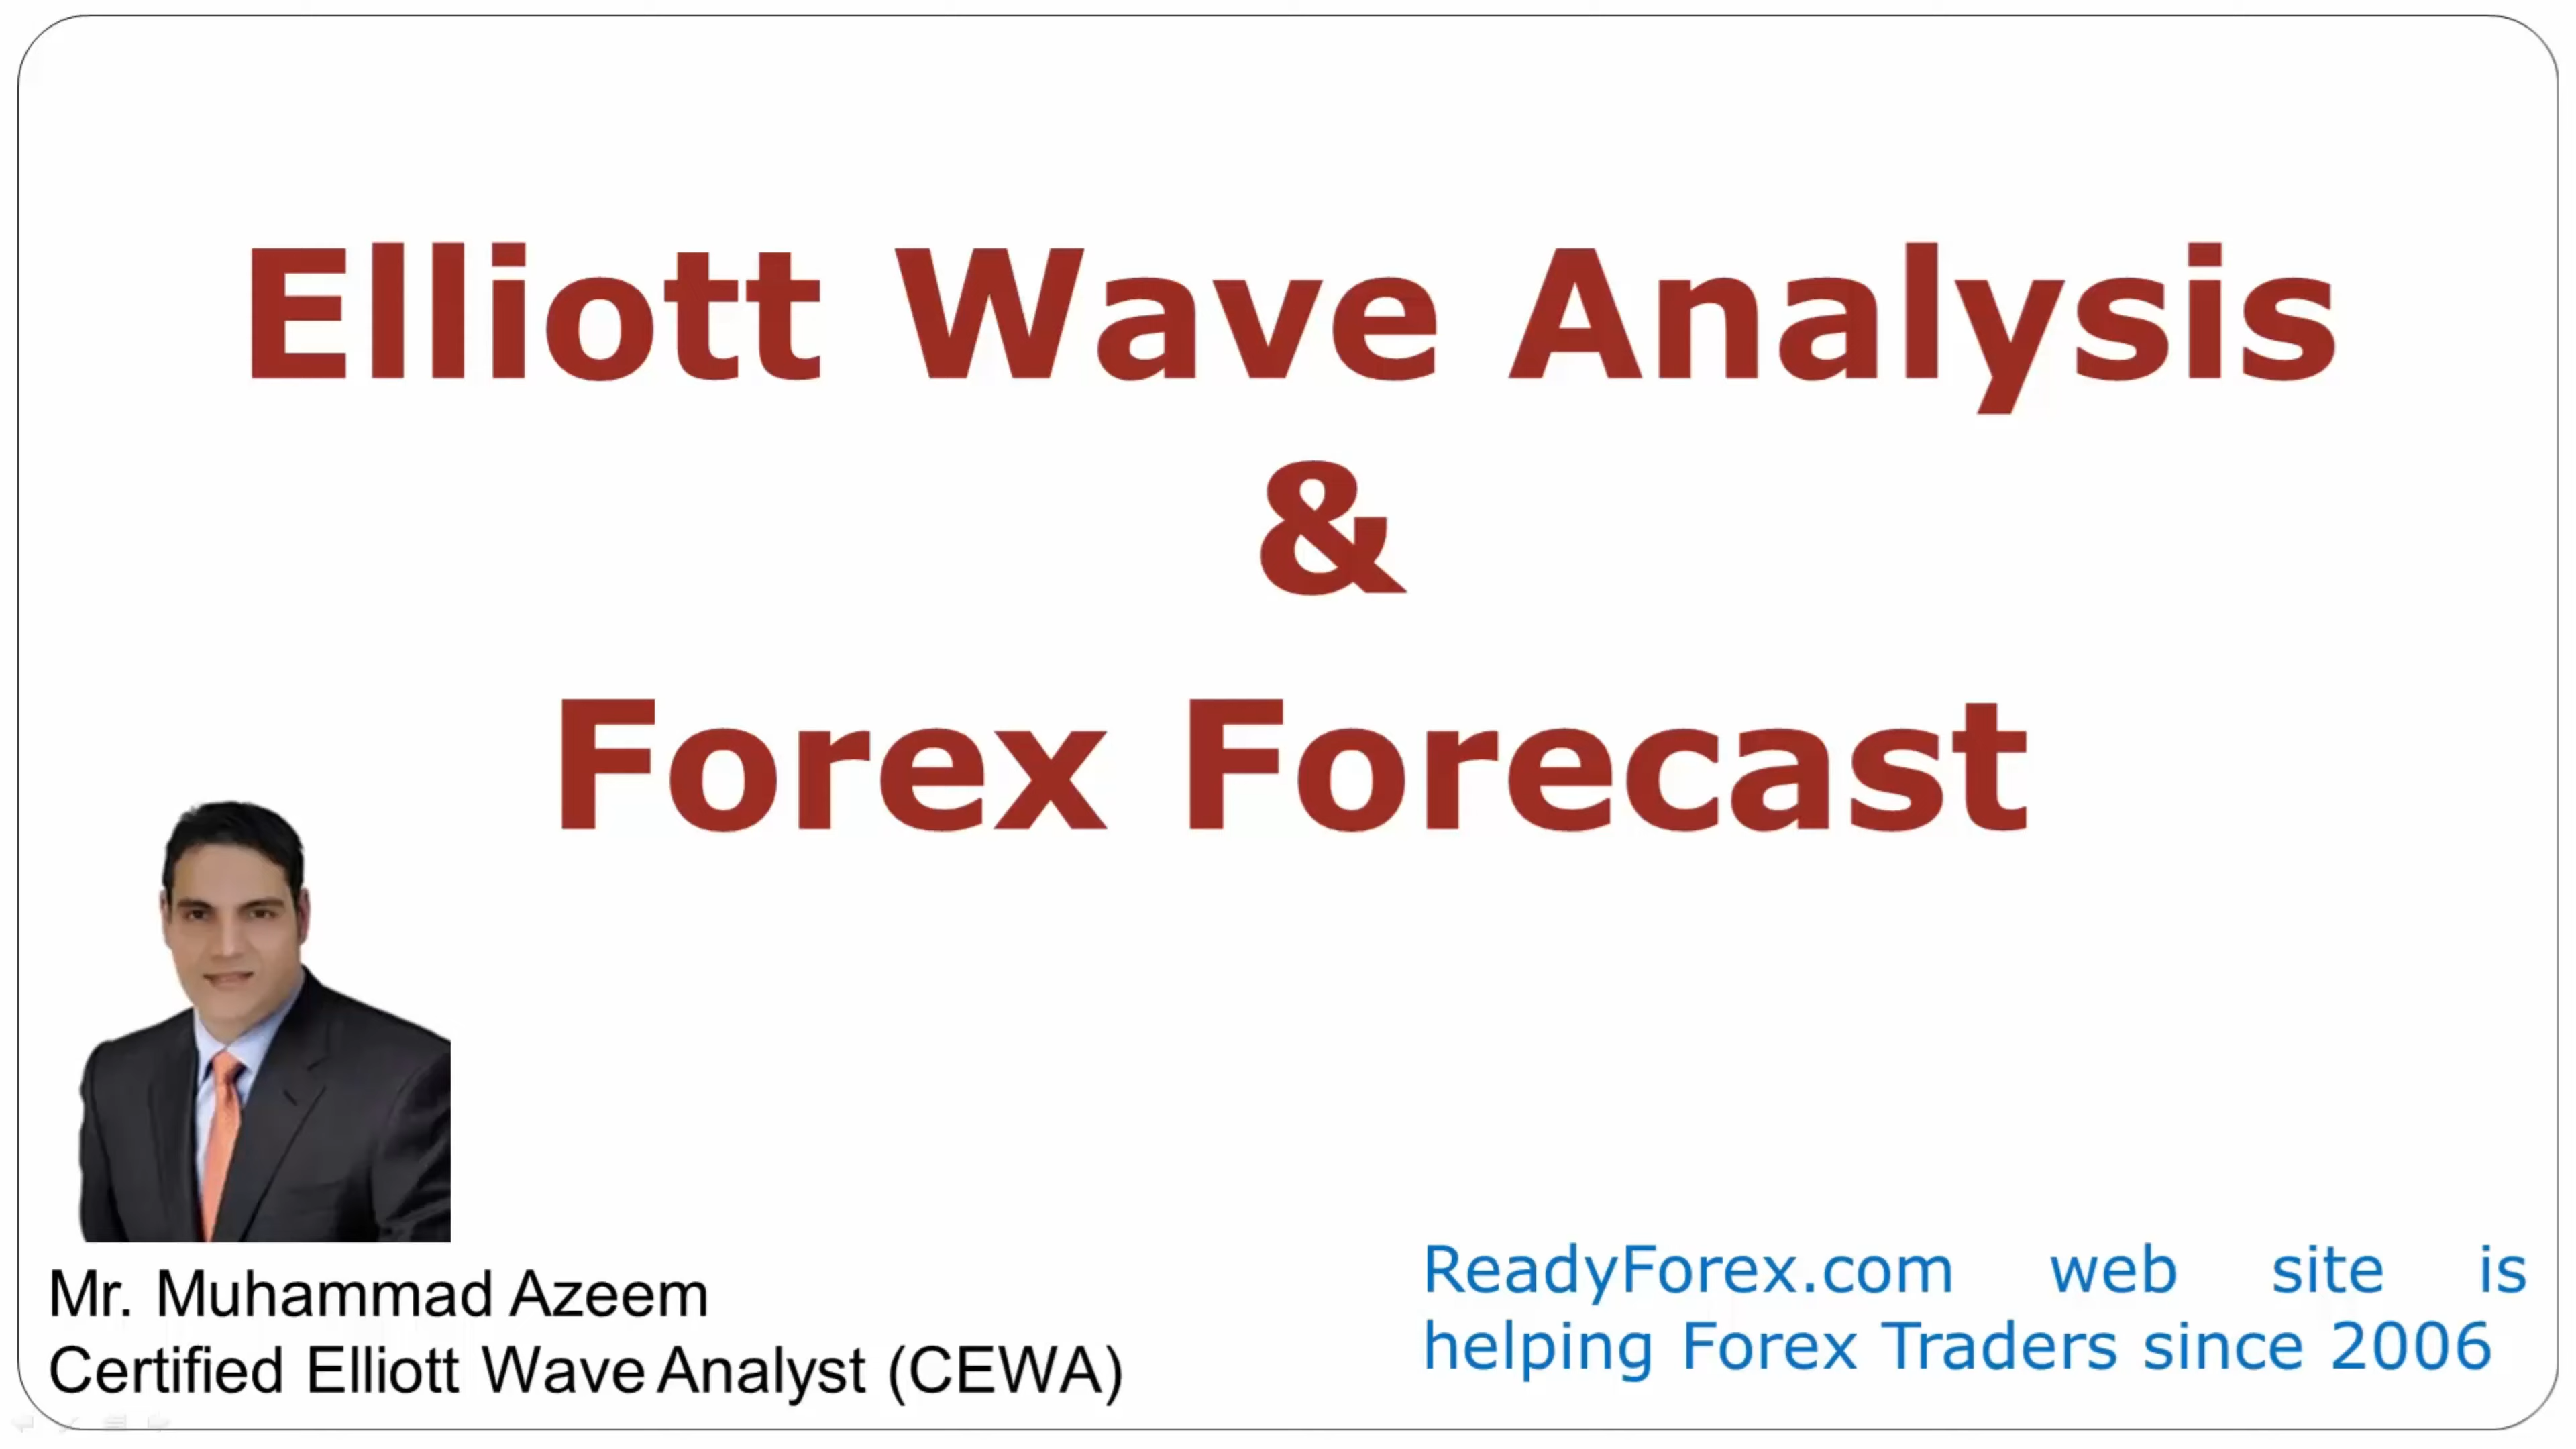 Elliott Wave Analysis
&
Forex Forecast
Mr. Muhammad Azeem
Certified Elliott Wave Analyst (CEWA)
ReadyForex.com web site is
helping Forex Traders since 2006